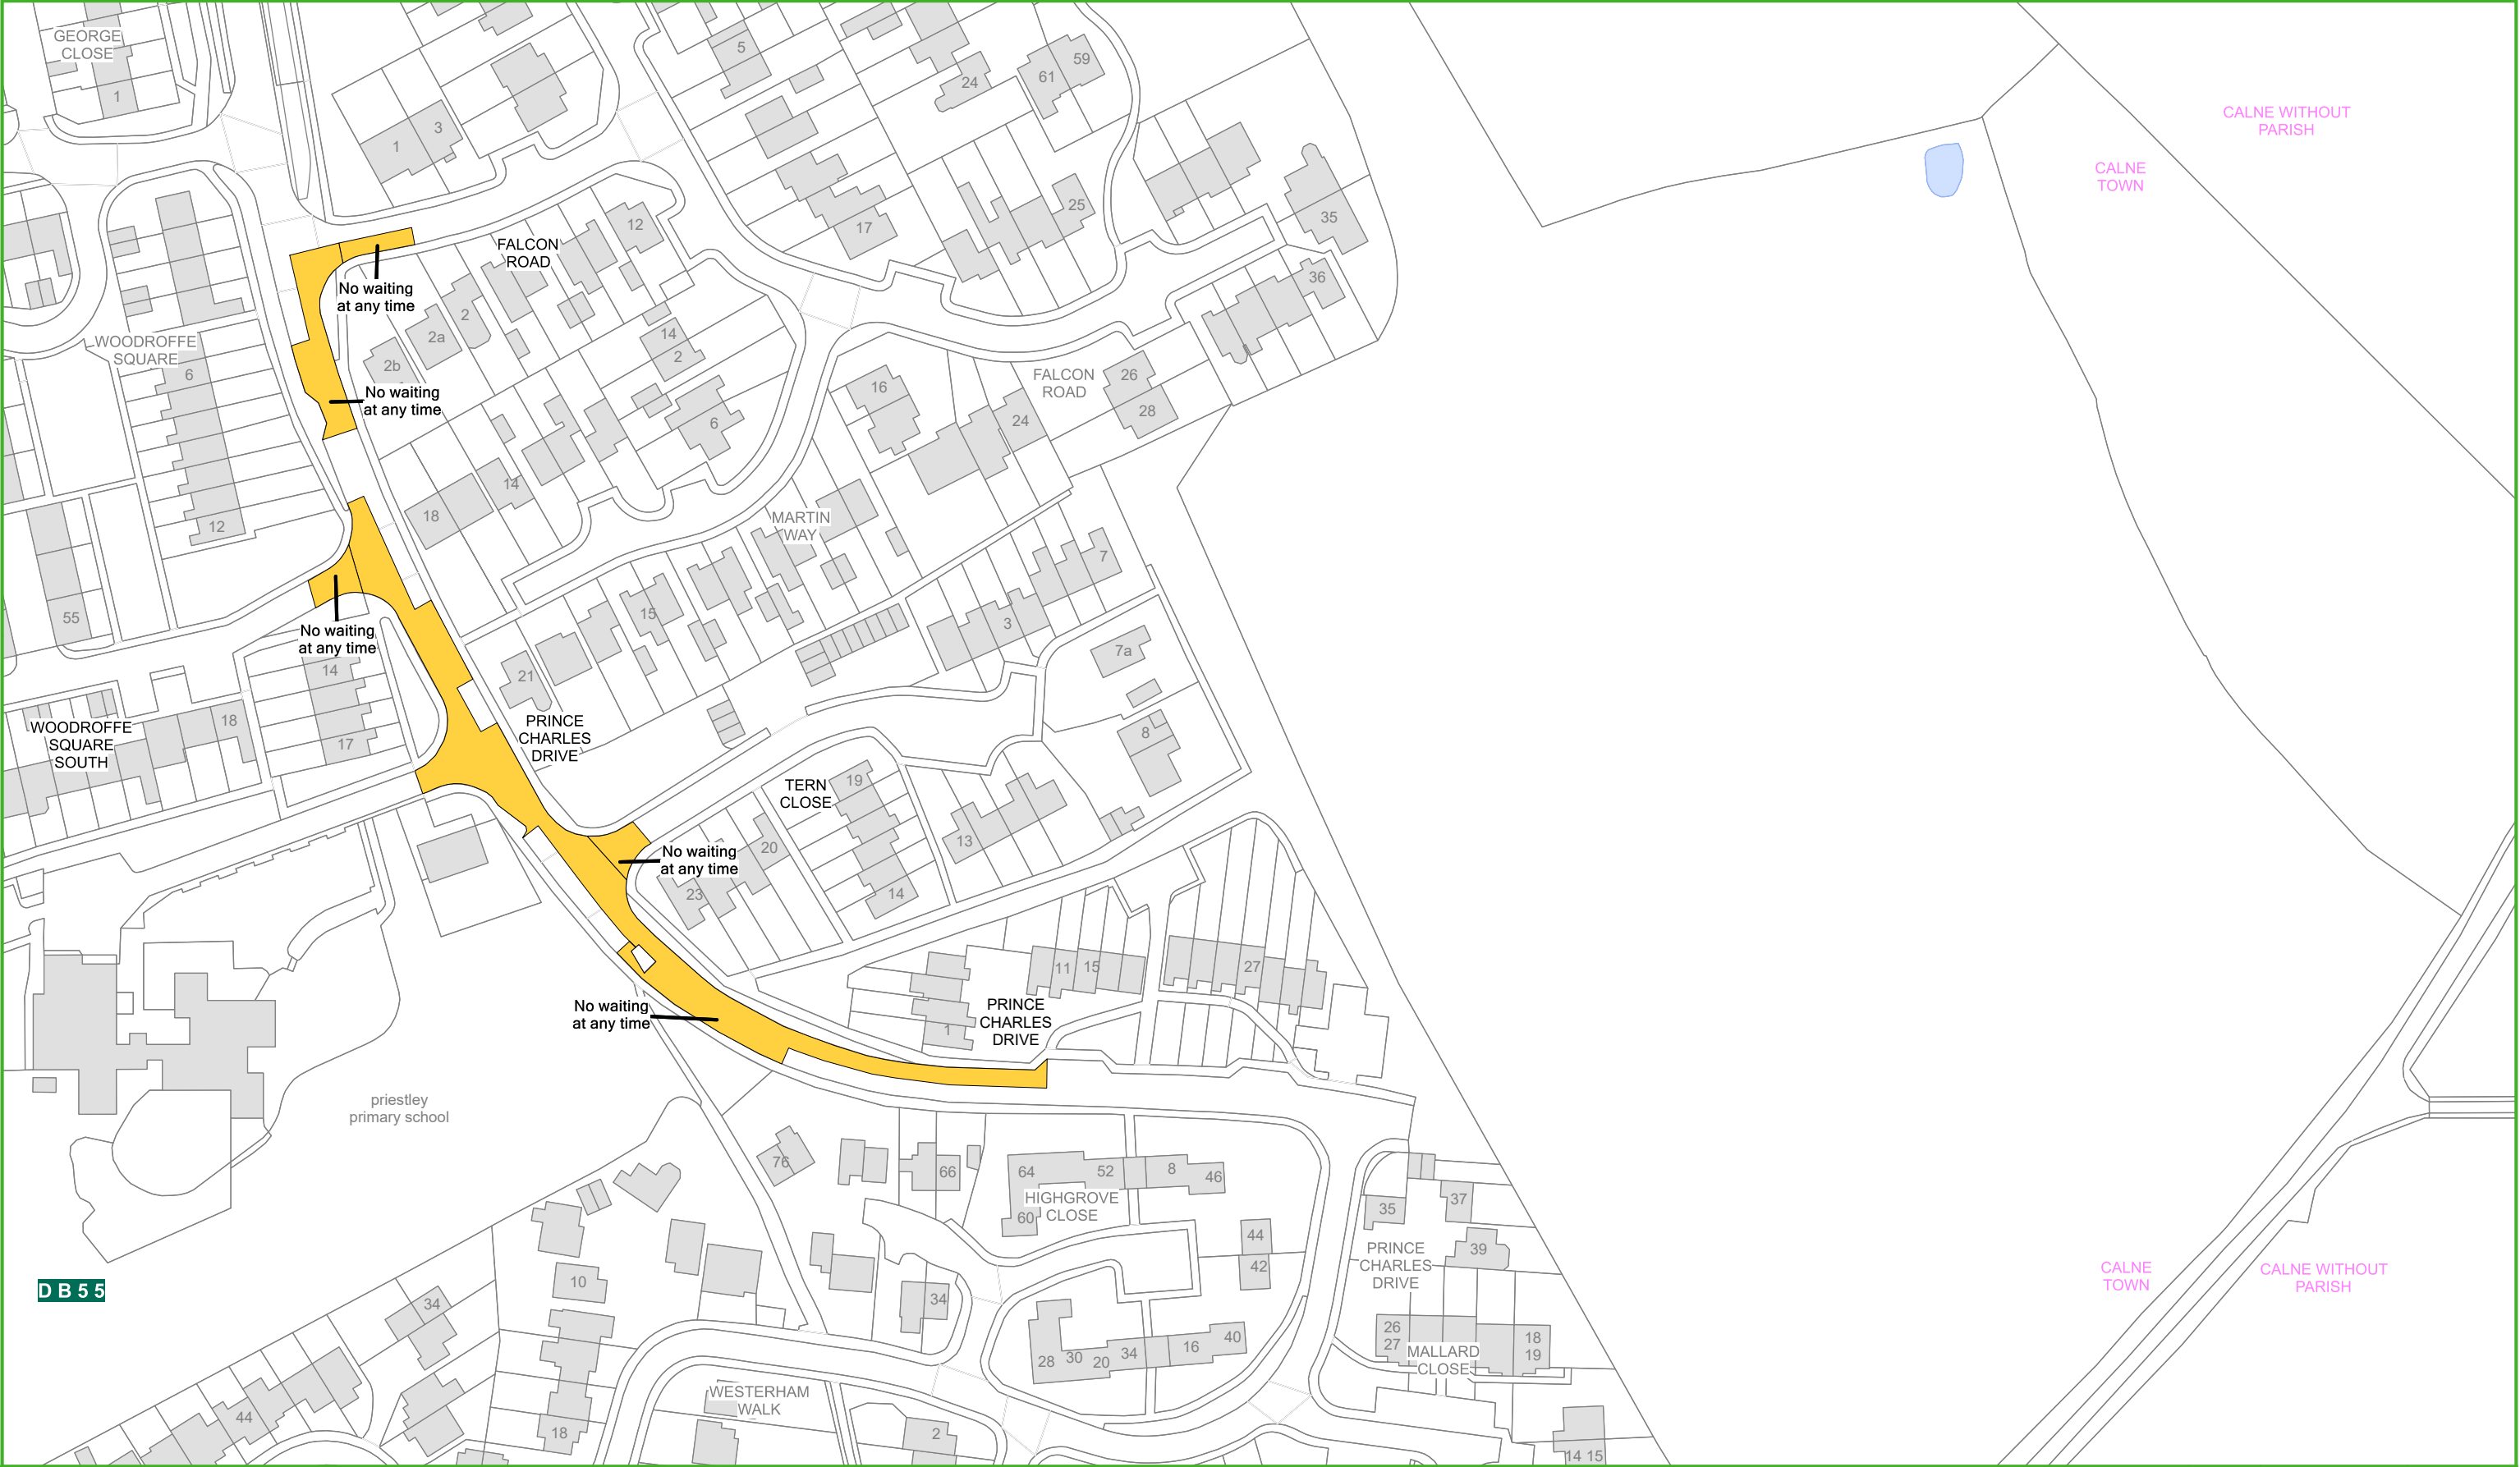 GEORGE
CLOSE
1
5
24
61
59
3
1
CALNE WITHOUT
PARISH
CALNE
TOWN
12
17
25
35
FALCON
ROAD
No waiting
at any time
36
2
2a
2b
14
2
WOODROFFE
SQUARE
6
No waiting
at any time
16
FALCON
ROAD
26
28
24
6
18
14
12
MARTIN
WAY
7
3
15
55
No waiting
at any time
14
17
21
7a
WOODROFFE
SQUARE
SOUTH
18
PRINCE
CHARLES
DRIVE
8
TERN
CLOSE
19
13
20
No waiting
at any time
23
14
11
15
27
PRINCE
CHARLES
DRIVE
1
No waiting
at any time
priestley
primary school
76
66
64
52
8
46
HIGHGROVE
CLOSE
60
44
42
35
37
39
PRINCE
CHARLES
DRIVE
CALNE
TOWN
CALNE WITHOUT
PARISH
DB55
10
34
34
28
30
20
34
16
40
26
27
18
19
MALLARD
CLOSE
WESTERHAM
WALK
44
18
2
14 15